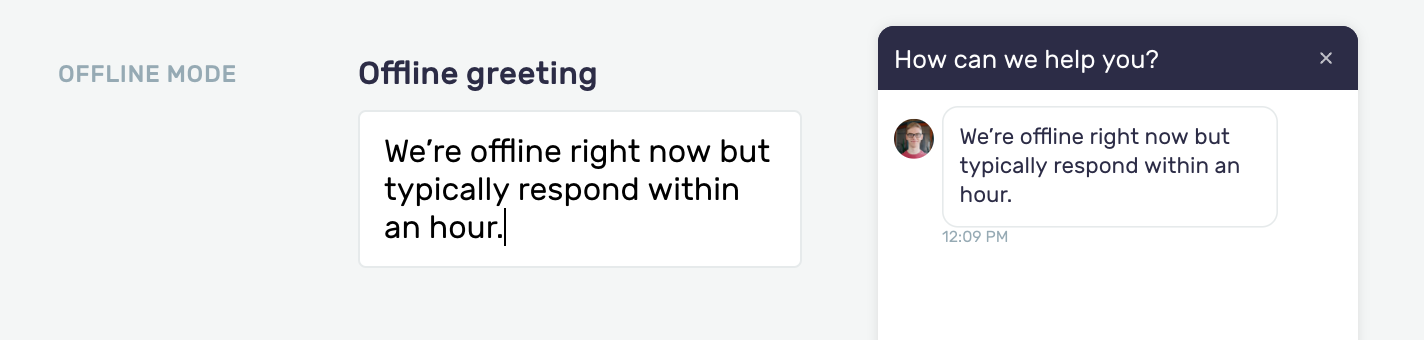 OFFLINE MODE
Offline greeting
We’re offline right now but
typically respond within
an hour.
How can we help you?
We’re offline right now but
typically respond within an
hour.
12:09 PM